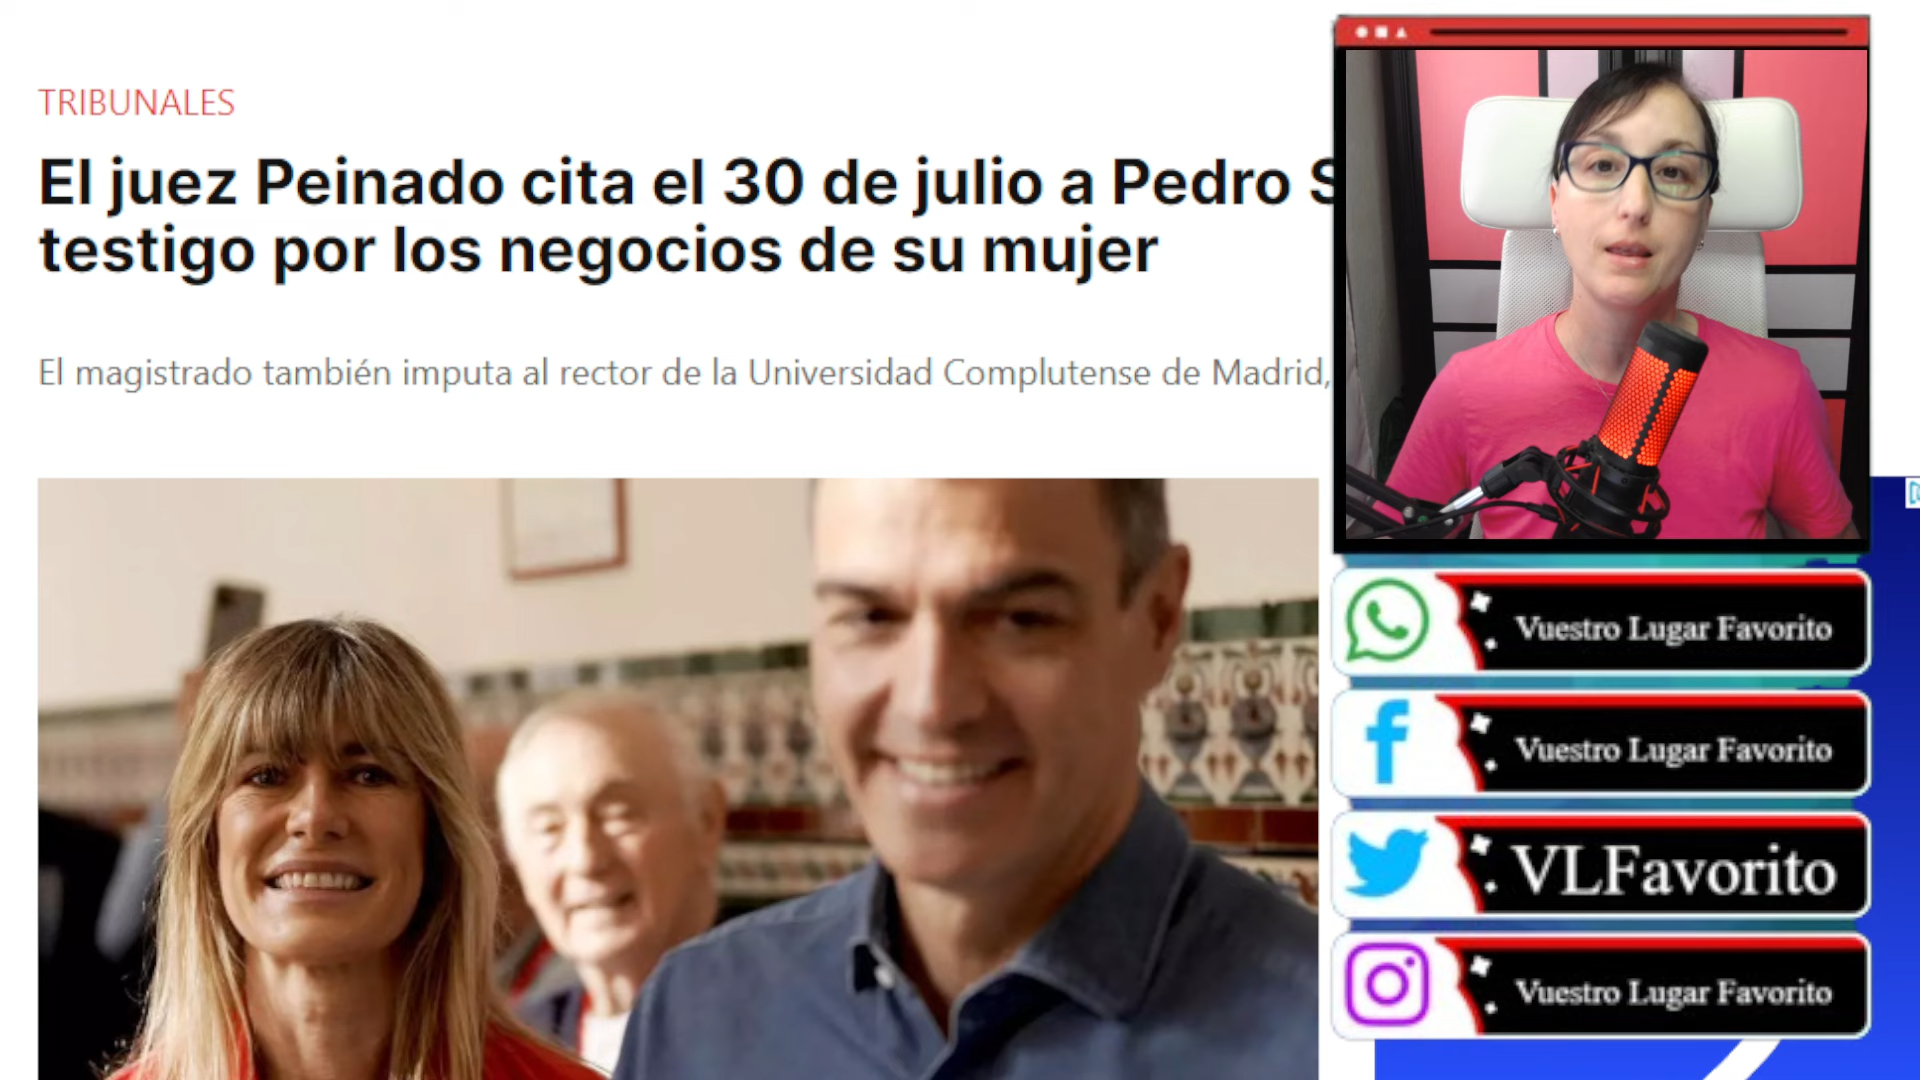 TRIBUNALES
El juez Peinado cita el 30 de julio a Pedro
testigo por los negocios de su mujer
El magistrado también imputa al rector de la Universidad Complutense de Madrid,
Vuestro Lugar Favorito
Vuestro Lugar Favorito
VLFavorito
Vuestro Lugar Favorito